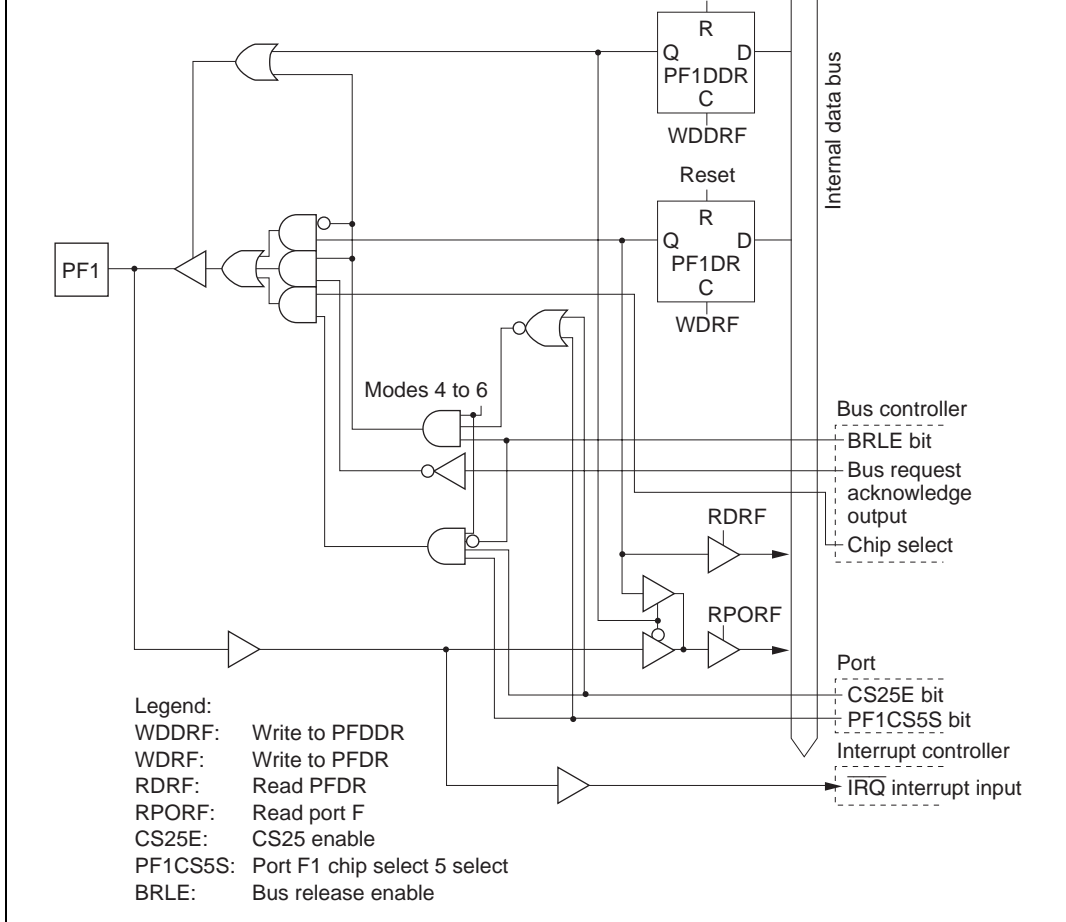 R
Q D
PF1DDR
C
WDDRF
Internal data bus
Reset
R
Q D
PF1DR
C
WDRF
PF1
Modes 4 to 6
Bus controller
BRLE bit
Bus request
acknowledge
output
Chip select
RDRF
RPORF
Port
CS25E bit
PF1CS5S bit
Interrupt controller
IRQ interrupt input
Legend:
WDDRF: Write to PFDDR
WDRF: Write to PFDR
RDRF: Read PFDR
RPORF: Read port F
CS25E: CS25 enable
PF1CS5S: Port F1 chip select 5 select
BRLE: Bus release enable